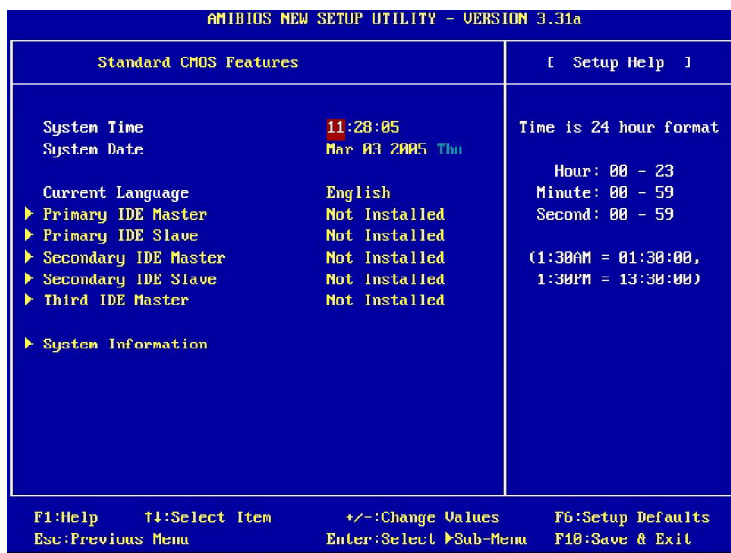 AMIBIOS NEW SETUP UTILITY - VERSION 3.31a
Standard CMOS Features
[ Setup Help ]
System Time 11:28:05
System Date Mar 03 2005 Thu
Current Language English
Primary IDE Master Not Installed
Primary IDE Slave Not Installed
Secondary IDE Master Not Installed
Secondary IDE Slave Not Installed
Third IDE Master Not Installed
System Information
Time is 24 hour format
Hour: 00 - 23
Minute: 00 - 59
Second: 00 - 59
(1:30AM = 01:30:00,
1:30PM = 13:30:00)
F1:Help ↑↓:Select Item +/-:Change Values F6:Setup Defaults
Esc:Previous Menu Enter:Select ▶Sub-Menu F10:Save & Exit